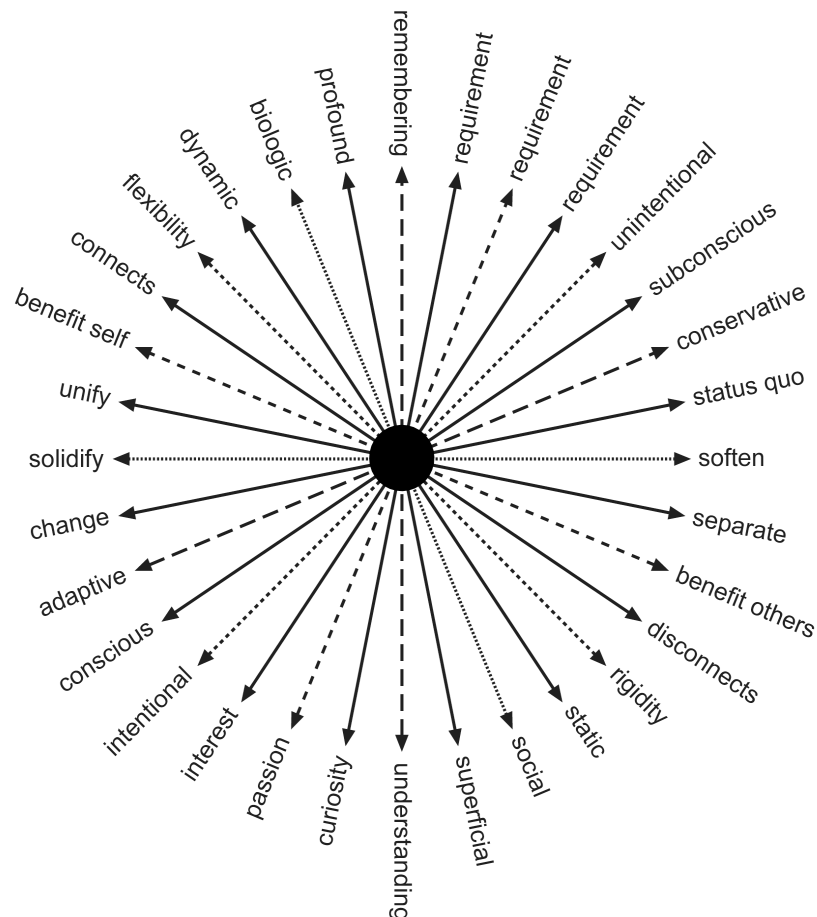 remembering
requirement
requirement
requirement
unintentional
subconscious
conservative
status quo
soften
separate
benefit others
disconnects
rigidity
static
social
superficial
understanding
curiosity
passion
interest
intentional
conscious
adaptive
change
solidify
unify
benefit self
connects
flexibility
dynamic
biologic
profound